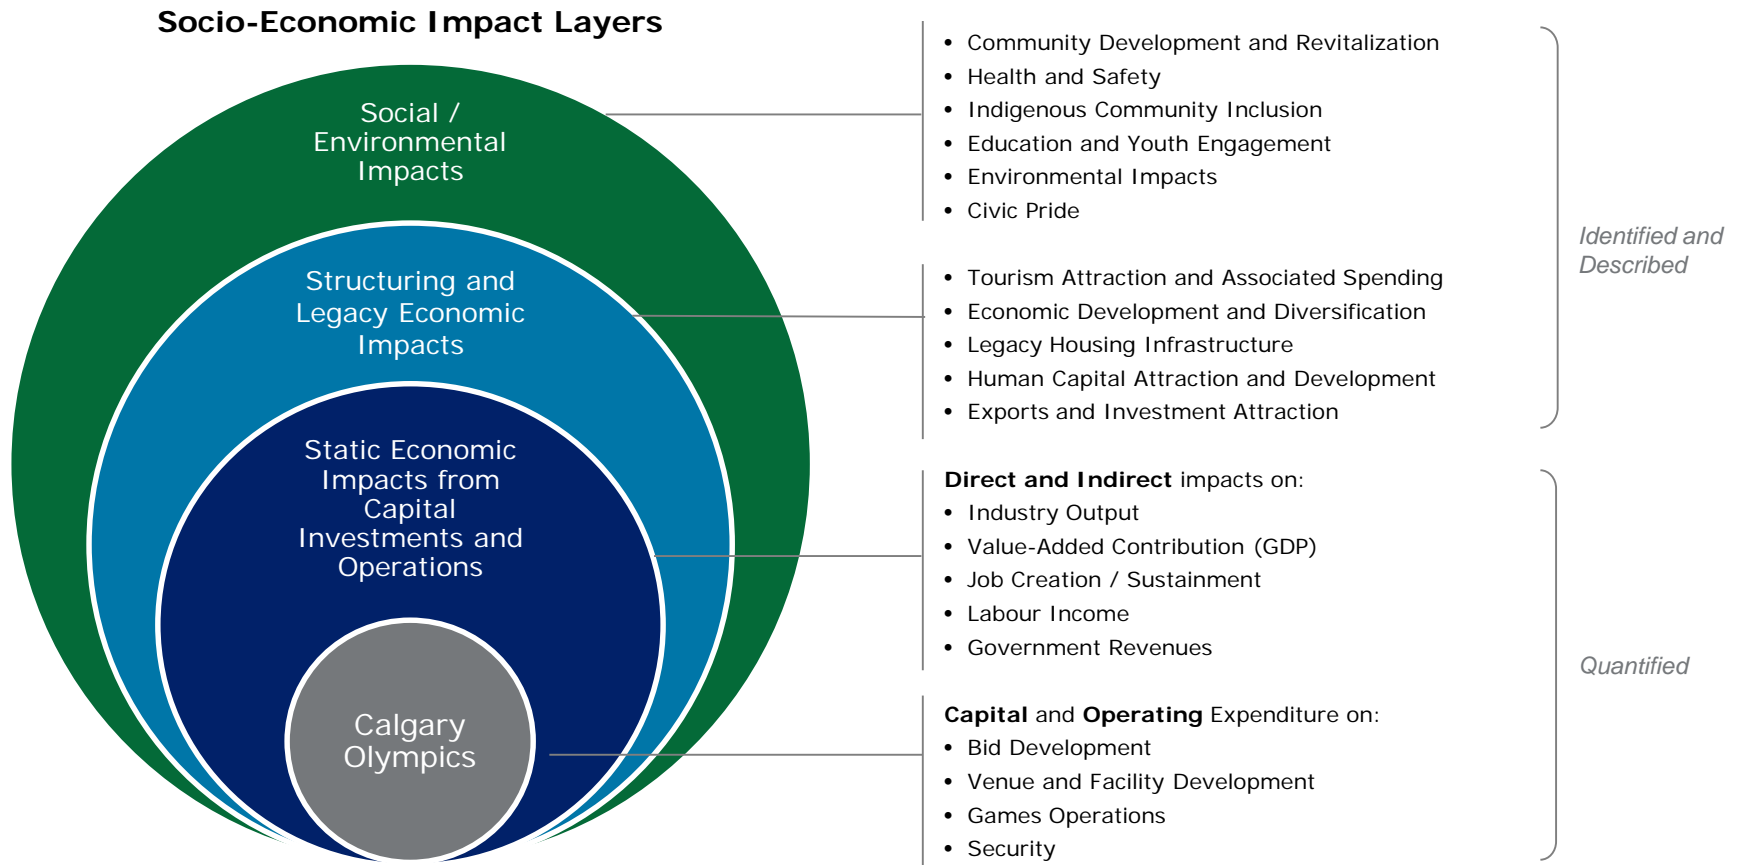 Socio-Economic Impact Layers
Social /
Environmental
Impacts
Structuring and
Legacy Economic
Impacts
Static Economic
Impacts from
Capital
Investments and
Operations
Calgary
Olympics
• Community Development and Revitalization
• Health and Safety
• Indigenous Community Inclusion
• Education and Youth Engagement
• Environmental Impacts
• Civic Pride
• Tourism Attraction and Associated Spending
• Economic Development and Diversification
• Legacy Housing Infrastructure
• Human Capital Attraction and Development
• Exports and Investment Attraction
Identified and
Described
Direct and Indirect impacts on:
• Industry Output
• Value-Added Contribution (GDP)
• Job Creation / Sustainment
• Labour Income
• Government Revenues
Capital and Operating Expenditure on:
• Bid Development
• Venue and Facility Development
• Games Operations
• Security
Quantified